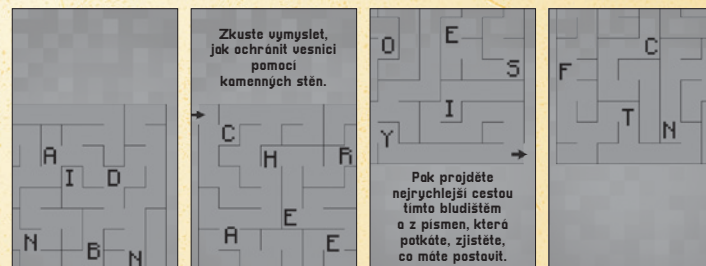 A
I D
N B N
Zkuste vymyslet,
jak ochránit vesnici
pomocí
kamenných stěn.
C
H R
E
A E
O E
S
I
Y
Pak projděte
nejrychlejší cestou
tímto bludištěm
a z písmen, která
potkáte, zjistěte,
co máte postavit.
C
F
T N